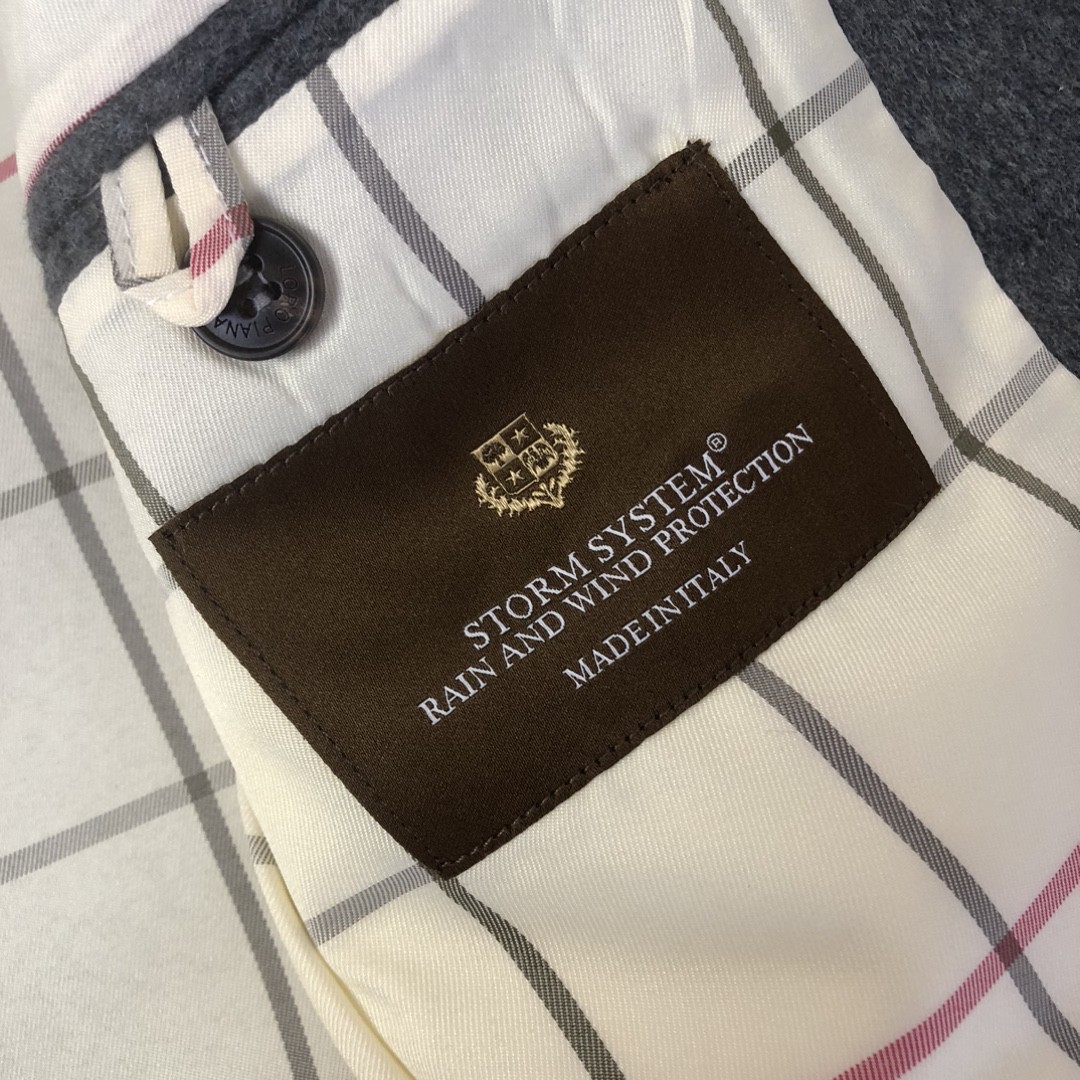 LORO PIANA
STORM SYSTEM®
RAIN AND WIND PROTECTION
MADE IN ITALY